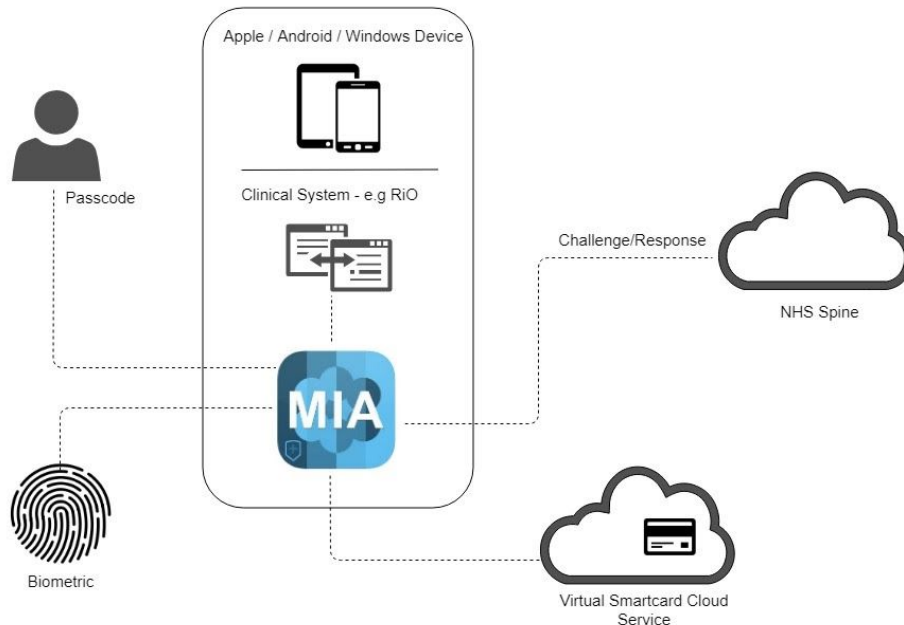 Apple / Android / Windows Device
Passcode
Clinical System - e.g RiO
Challenge/Response
NHS Spine
MIA
Biometric
Virtual Smartcard Cloud
Service